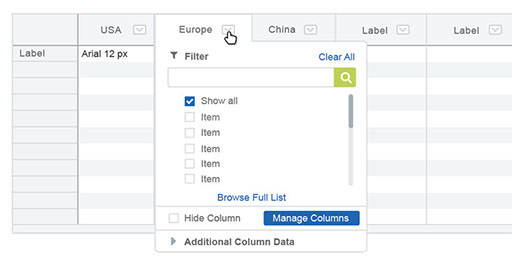 USA Europe China Label Label
Label Arial 12 px
Filter Clear All
Show all
Item
Item
Item
Item
Item
Browse Full List
Hide Column Manage Columns
Additional Column Data